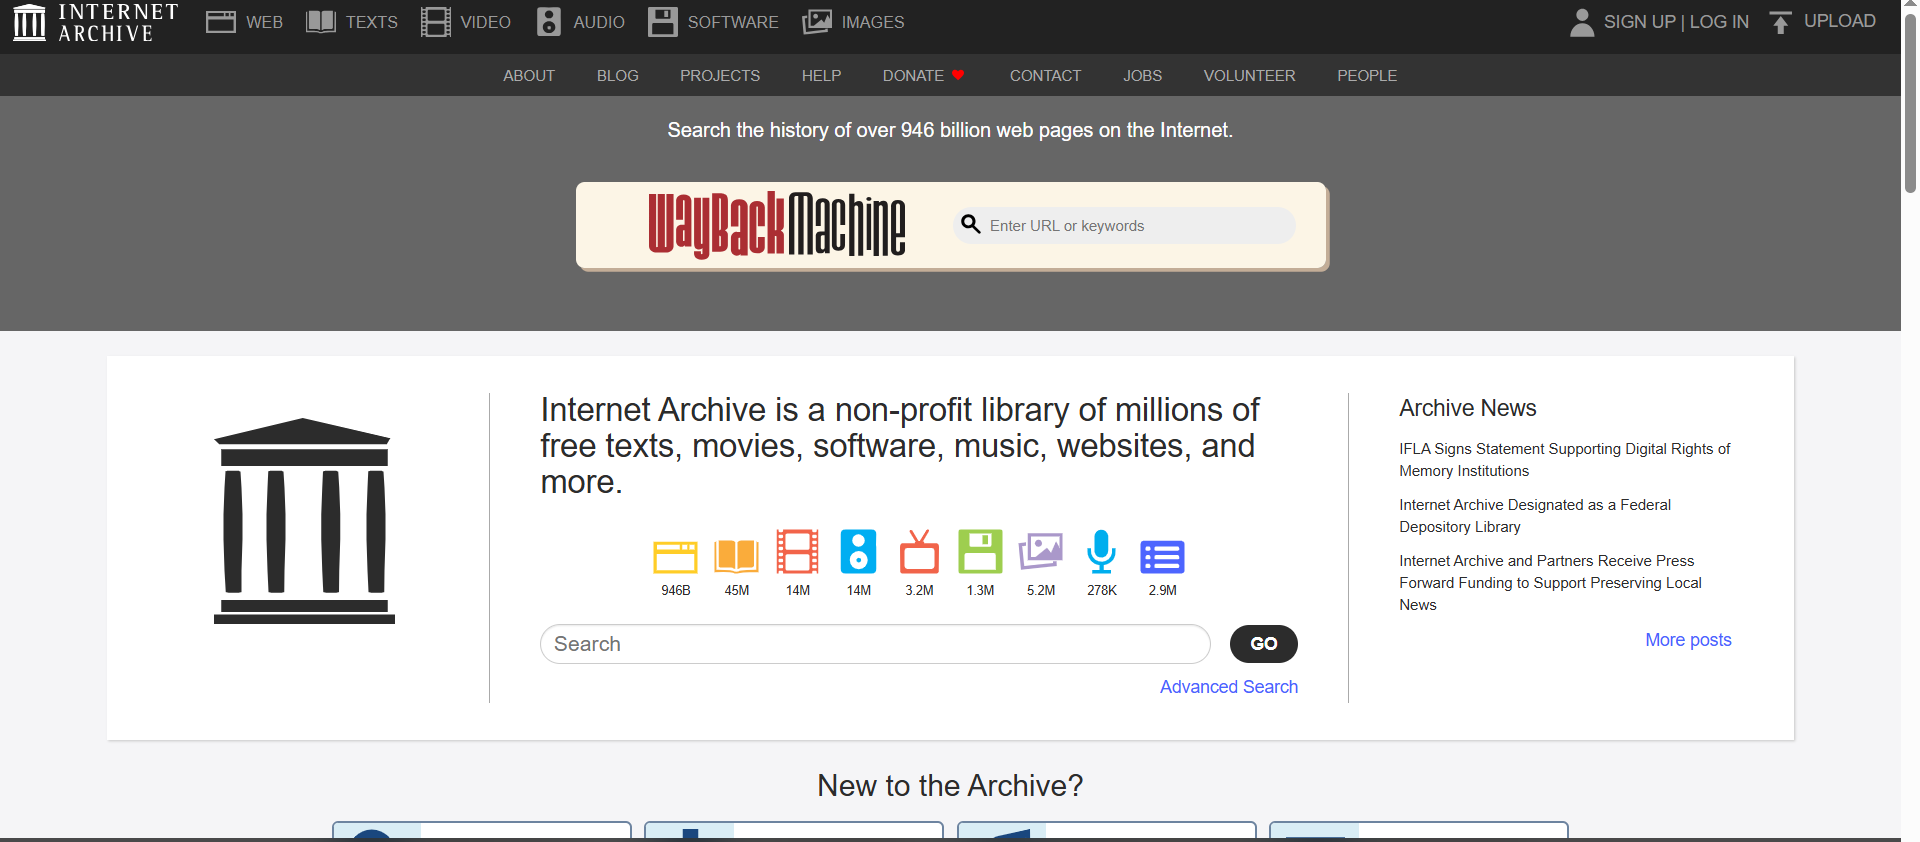 INTERNET
ARCHIVE
WEB TEXTS VIDEO AUDIO SOFTWARE IMAGES SIGN UP | LOG IN UPLOAD
ABOUT BLOG PROJECTS HELP DONATE CONTACT JOBS VOLUNTEER PEOPLE
Search the history of over 946 billion web pages on the Internet.
WayBackMachine
Enter URL or keywords
Internet Archive is a non-profit library of millions of
free texts, movies, software, music, websites, and
more.
946B 45M 14M 14M 3.2M 1.3M 5.2M 278K 2.9M
Search
GO
Advanced Search
Archive News
IFLA Signs Statement Supporting Digital Rights of
Memory Institutions
Internet Archive Designated as a Federal
Depository Library
Internet Archive and Partners Receive Press
Forward Funding to Support Preserving Local
News
More posts
New to the Archive?